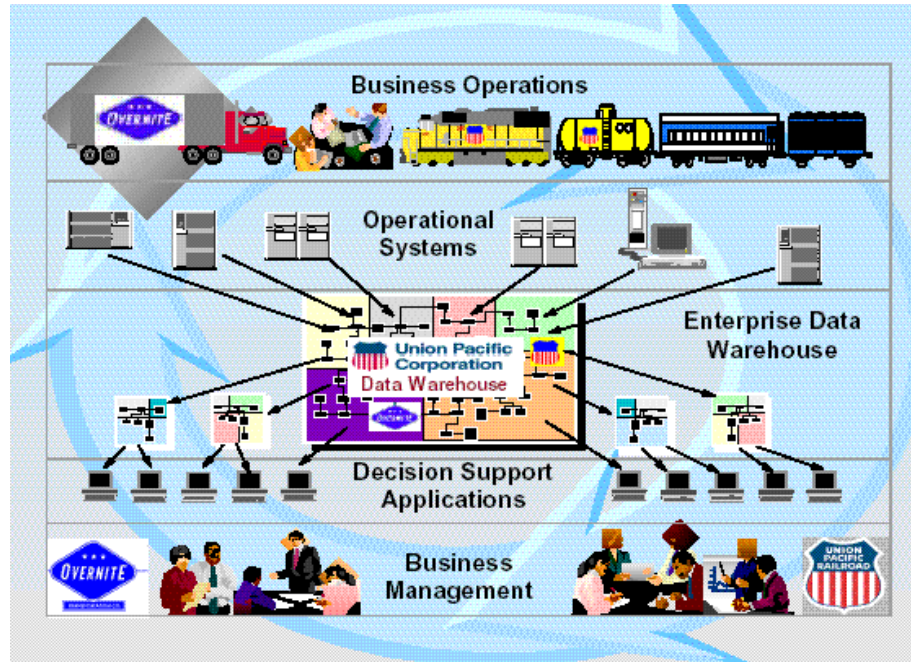 Business Operations
OVERNITE
Operational
Systems
Enterprise Data
Warehouse
Union Pacific
Corporation
Data Warehouse
OVERNITE
Decision Support
Applications
Business
Management
OVERNITE
UNION
PACIFIC
RAILROAD